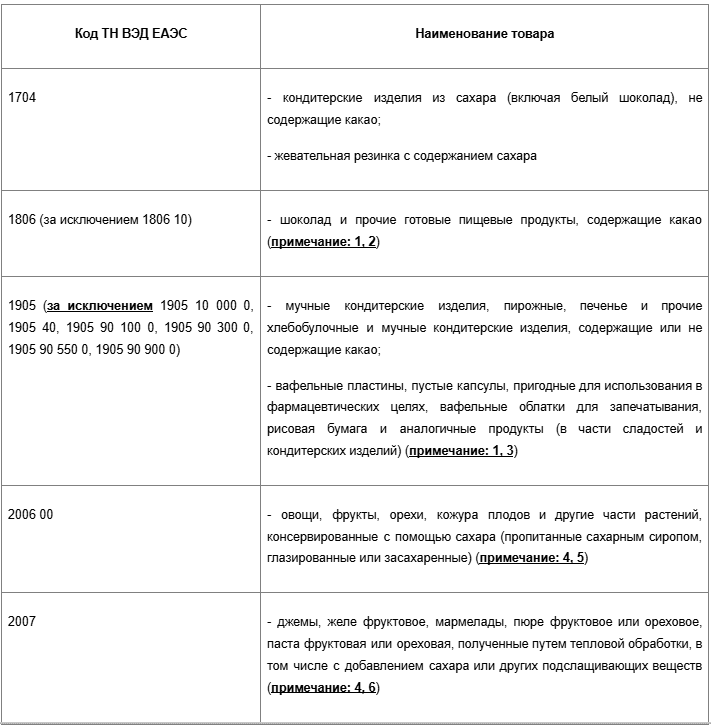 Код ТН ВЭД ЕАЭС
Наименование товара
1704
- кондитерские изделия из сахара (включая белый шоколад), не
содержащие какао;
- жевательная резинка с содержанием сахара
1806 (за исключением 1806 10)
- шоколад и прочие готовые пищевые продукты, содержащие какао
(примечание: 1, 2)
1905 (за исключением 1905 10 000 0,
1905 40, 1905 90 100 0, 1905 90 300 0,
1905 90 550 0, 1905 90 900 0)
- мучные кондитерские изделия, пирожные, печенье и прочие
хлебобулочные и мучные кондитерские изделия, содержащие или не
содержащие какао;
- вафельные пластины, пустые капсулы, пригодные для использования в
фармацевтических целях, вафельные облатки для запечатывания,
рисовая бумага и аналогичные продукты (в части сладостей и
кондитерских изделий) (примечание: 1, 3)
2006 00
- овощи, фрукты, орехи, кожура плодов и другие части растений,
консервированные с помощью сахара (пропитанные сахарным сиропом,
глазированные или засахаренные) (примечание: 4, 5)
2007
- джемы, желе фруктовое, мармелады, пюре фруктовое или ореховое,
паста фруктовая или ореховая, полученные путем тепловой обработки, в
том числе с добавлением сахара или других подслащивающих веществ
(примечание: 4, 6)